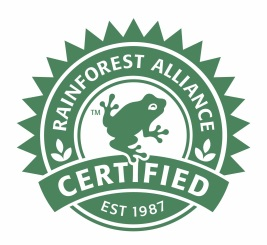 RAINFOREST ALLIANCE
TM
CERTIFIED
EST 1987